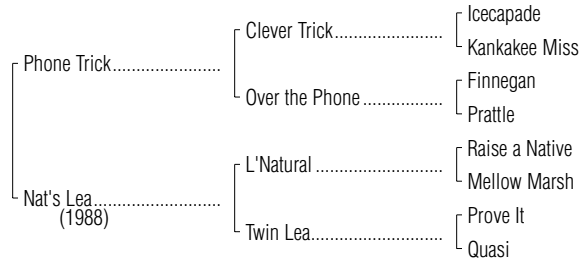 Icecapade
Clever Trick
Kankakee Miss
Phone Trick
Finnegan
Over the Phone
Prattle
Raise a Native
L'Natural
Mellow Marsh
Nat's Lea
(1988)
Prove It
Twin Lea
Quasi